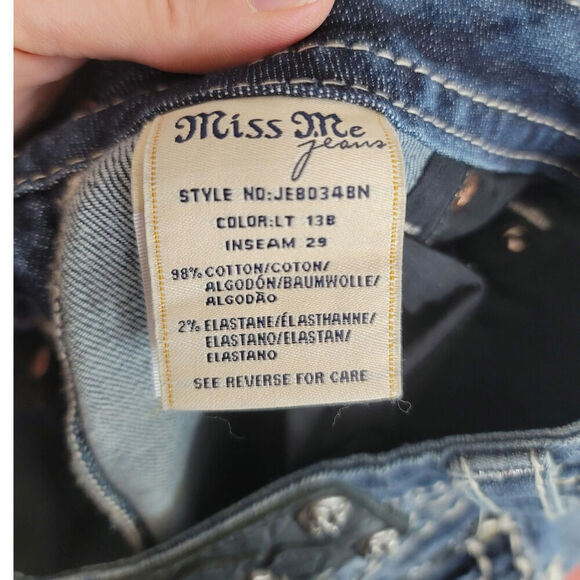 Miss Me
jeans
STYLE NO:JE8034BN
COLOR:LT 13B
INSEAM 29
98% COTTON/COTON/
ALGODÓN/BAUMWOLLE/
ALGODÃO
2% ELASTANE/ÉLASTHANNE/
ELASTANO/ELASTAN/
ELASTANO
SEE REVERSE FOR CARE